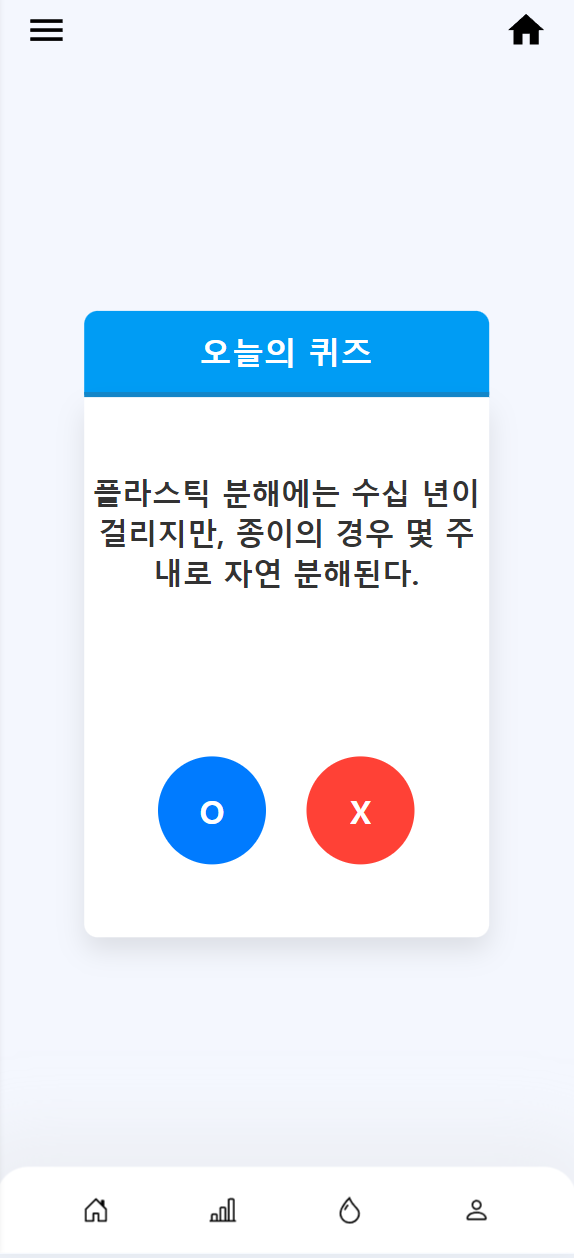 오늘의 퀴즈
플라스틱 분해에는 수십 년이
걸리지만, 종이의 경우 몇 주
내로 자연 분해된다.
O X